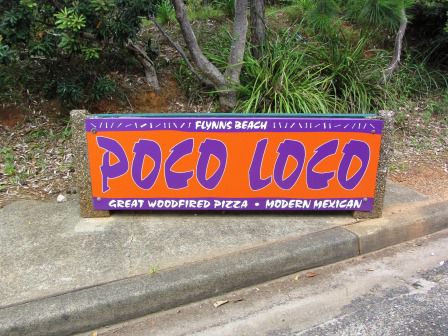 FLYNNS BEACH
POCO LOCO
GREAT WOODFIRED PIZZA • MODERN MEXICAN